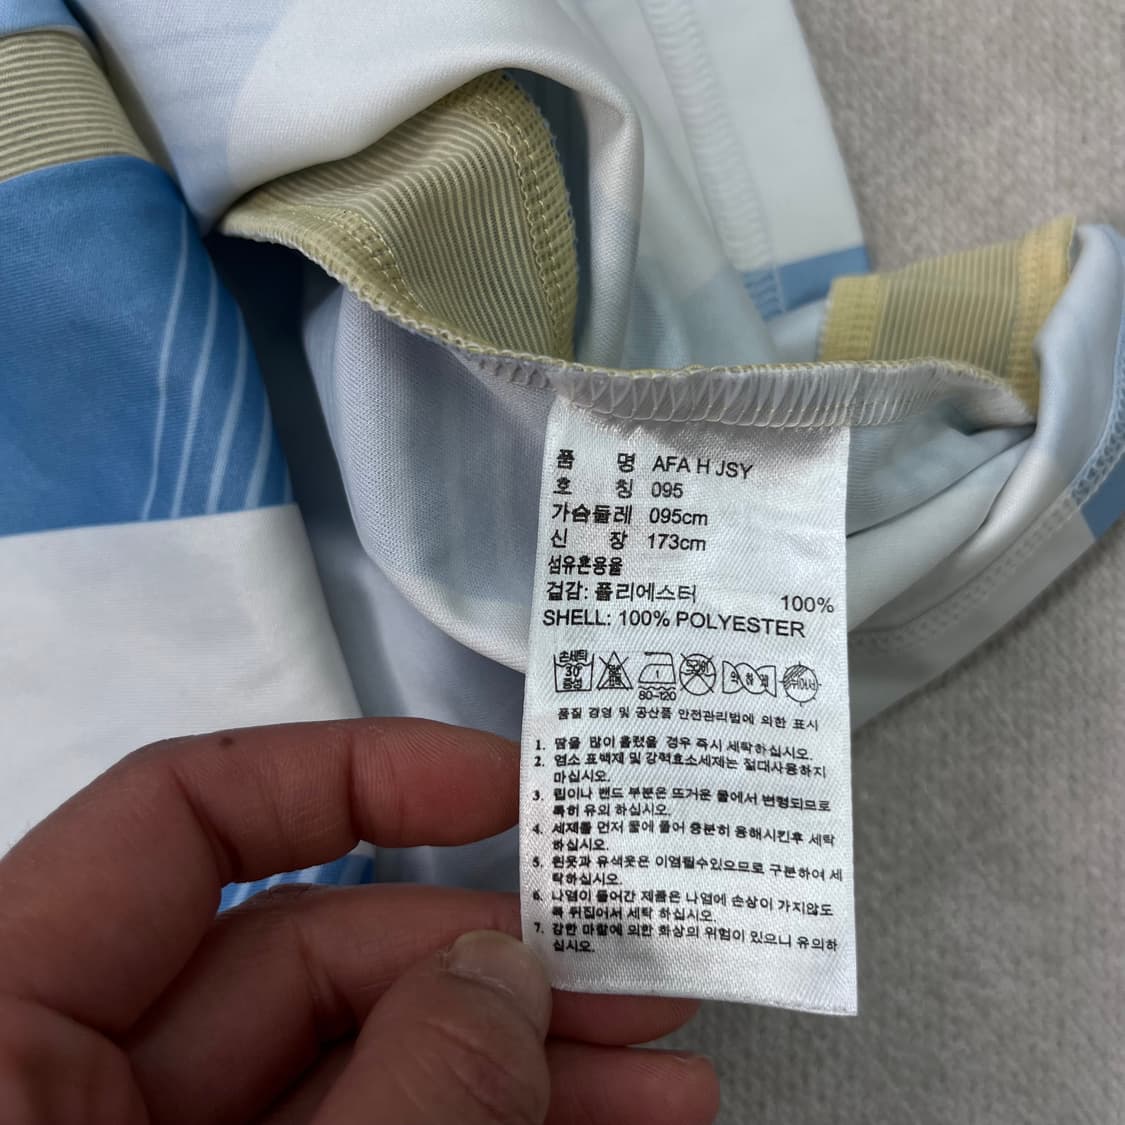 품 명 AFA H JSY
호 칭 095
가슴둘레 095cm
신 장 173cm
섬유혼용율
겉감: 폴리에스터 100%
SHELL: 100% POLYESTER
손세탁 30 중성
80~120
약하게
품질 경영 및 공산품 안전관리법에 의한 표시
1. 땀을 많이 흘렸을 경우 즉시 세탁하십시오.
2. 염소 표백제 및 강력효소세제는 절대사용하지
마십시오.
3. 립이나 밴드 부분은 뜨거운 물에서 변형되므로
특히 유의 하십시오.
4. 세제를 먼저 물에 풀어 충분히 용해시킨후 세탁
하십시오.
5. 흰옷과 유색옷은 이염될수있으므로 구분하여 세
탁하십시오.
6. 나염이 들어간 제품은 나염에 손상이 가지않도
록 뒤집어서 세탁 하십시오.
7. 강한 마찰에 의한 화상의 위험이 있으니 유의하
십시오.